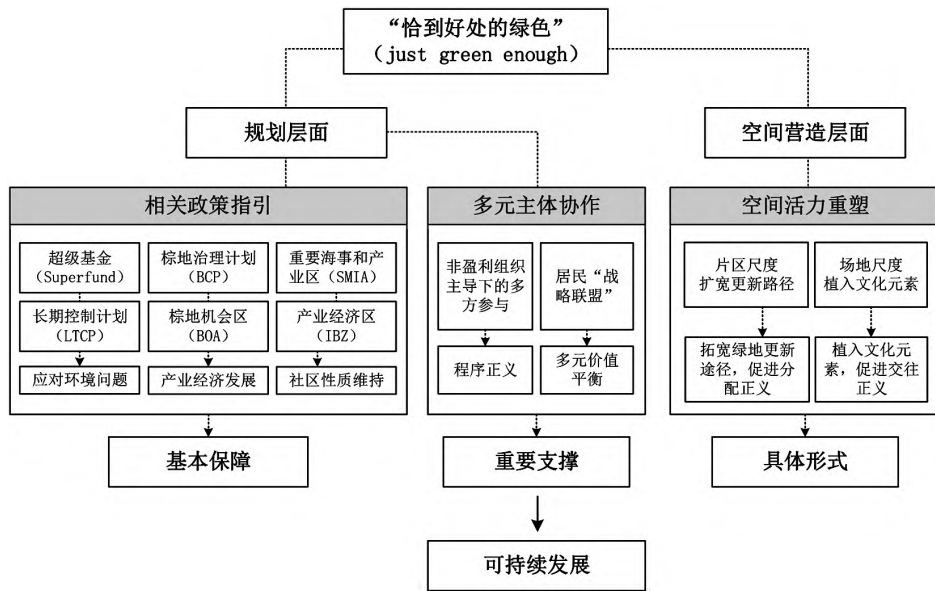 “恰到好处的绿色”
（just green enough）
规划层面
空间营造层面
相关政策指引
超级基金
（Superfund）
棕地治理计划
（BCP）
重要海事和产
业区（SMIA）
长期控制计划
（LTCP）
棕地机会区
（BOA）
产业经济区
（IBZ）
应对环境问题
产业经济发展
社区性质维持
多元主体协作
非盈利组织
主导下的多
方参与
居民“战
略联盟”
程序正义
多元价值
平衡
空间活力重塑
片区尺度
扩宽更新路径
场地尺度
植入文化元素
拓宽绿地更新
途径，促进分
配正义
植入文化元
素，促进交往
正义
基本保障
重要支撑
具体形式
可持续发展